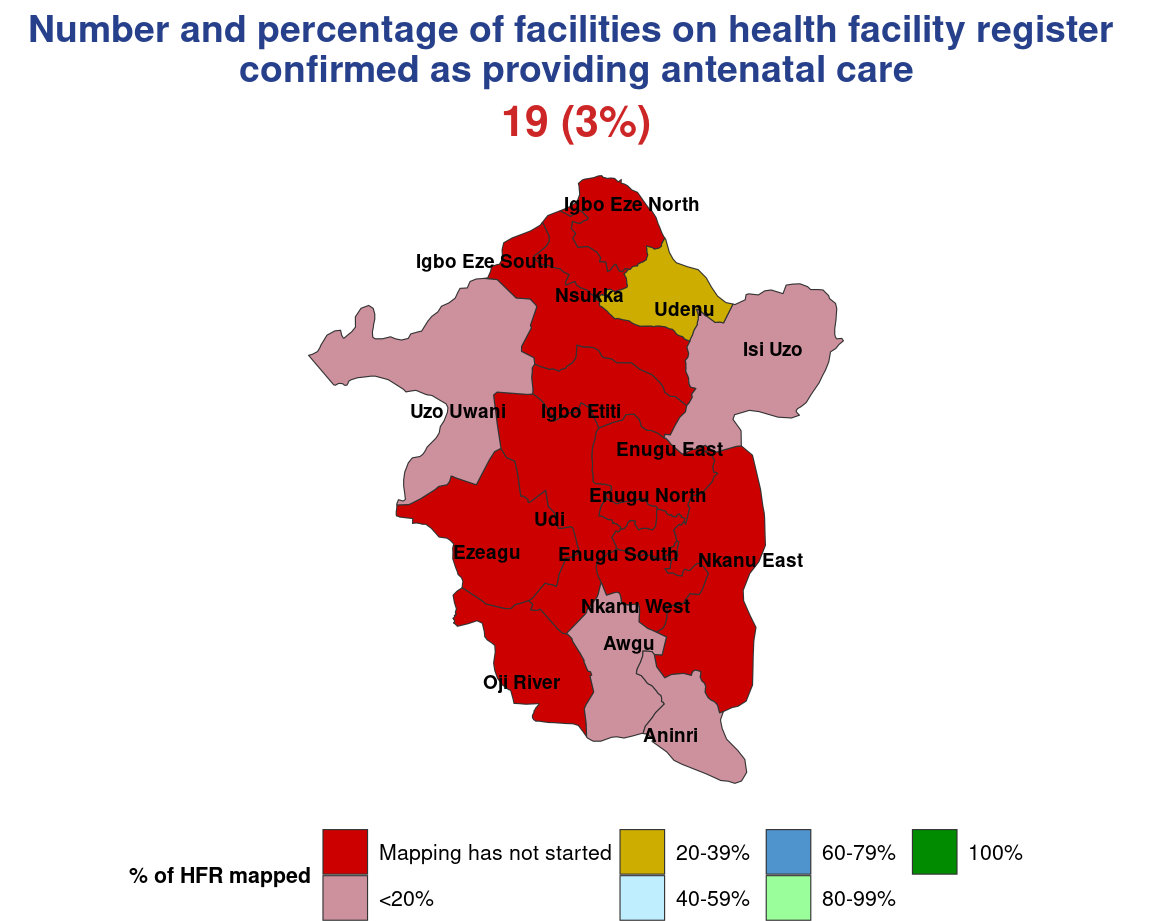 Number and percentage of facilities on health facility register
confirmed as providing antenatal care
19 (3%)
Igbo Eze North
Igbo Eze South
Nsukka
Udenu
Isi Uzo
Uzo Uwani
Igbo Etiti
Enugu East
Enugu North
Udi
Ezeagu
Enugu South
Nkanu East
Nkanu West
Awgu
Oji River
Aninri
% of HFR mapped
Mapping has not started
<20%
20-39%
40-59%
60-79%
80-99%
100%